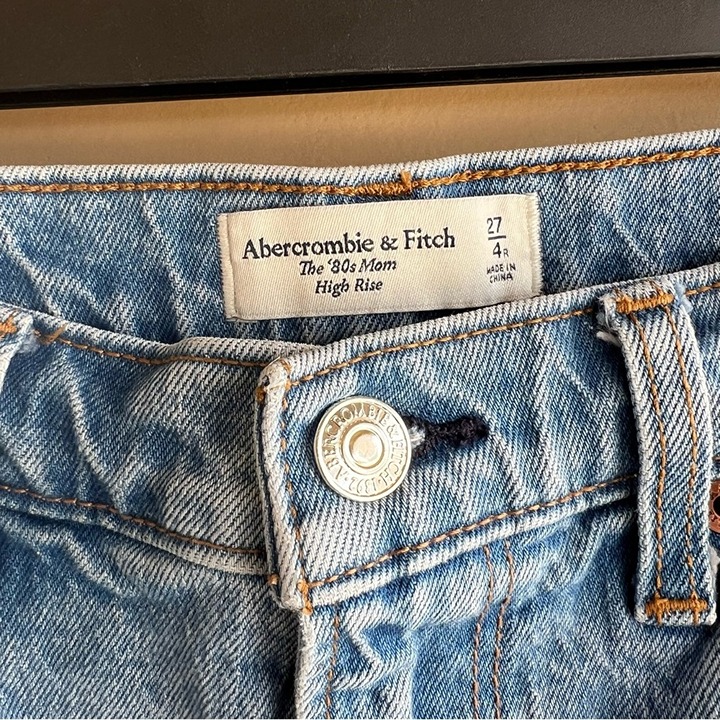 Abercrombie & Fitch
The '80s Mom
High Rise
27
4R
MADE IN
CHINA
ABERCROMBIE & FITCH